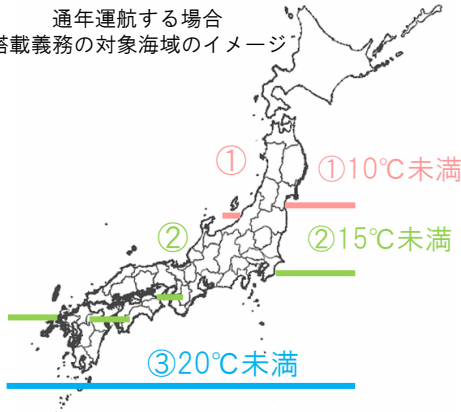 通年運航する場合
搭載義務の対象海域のイメージ
①
①10℃未満
②
②15℃未満
③20℃未満